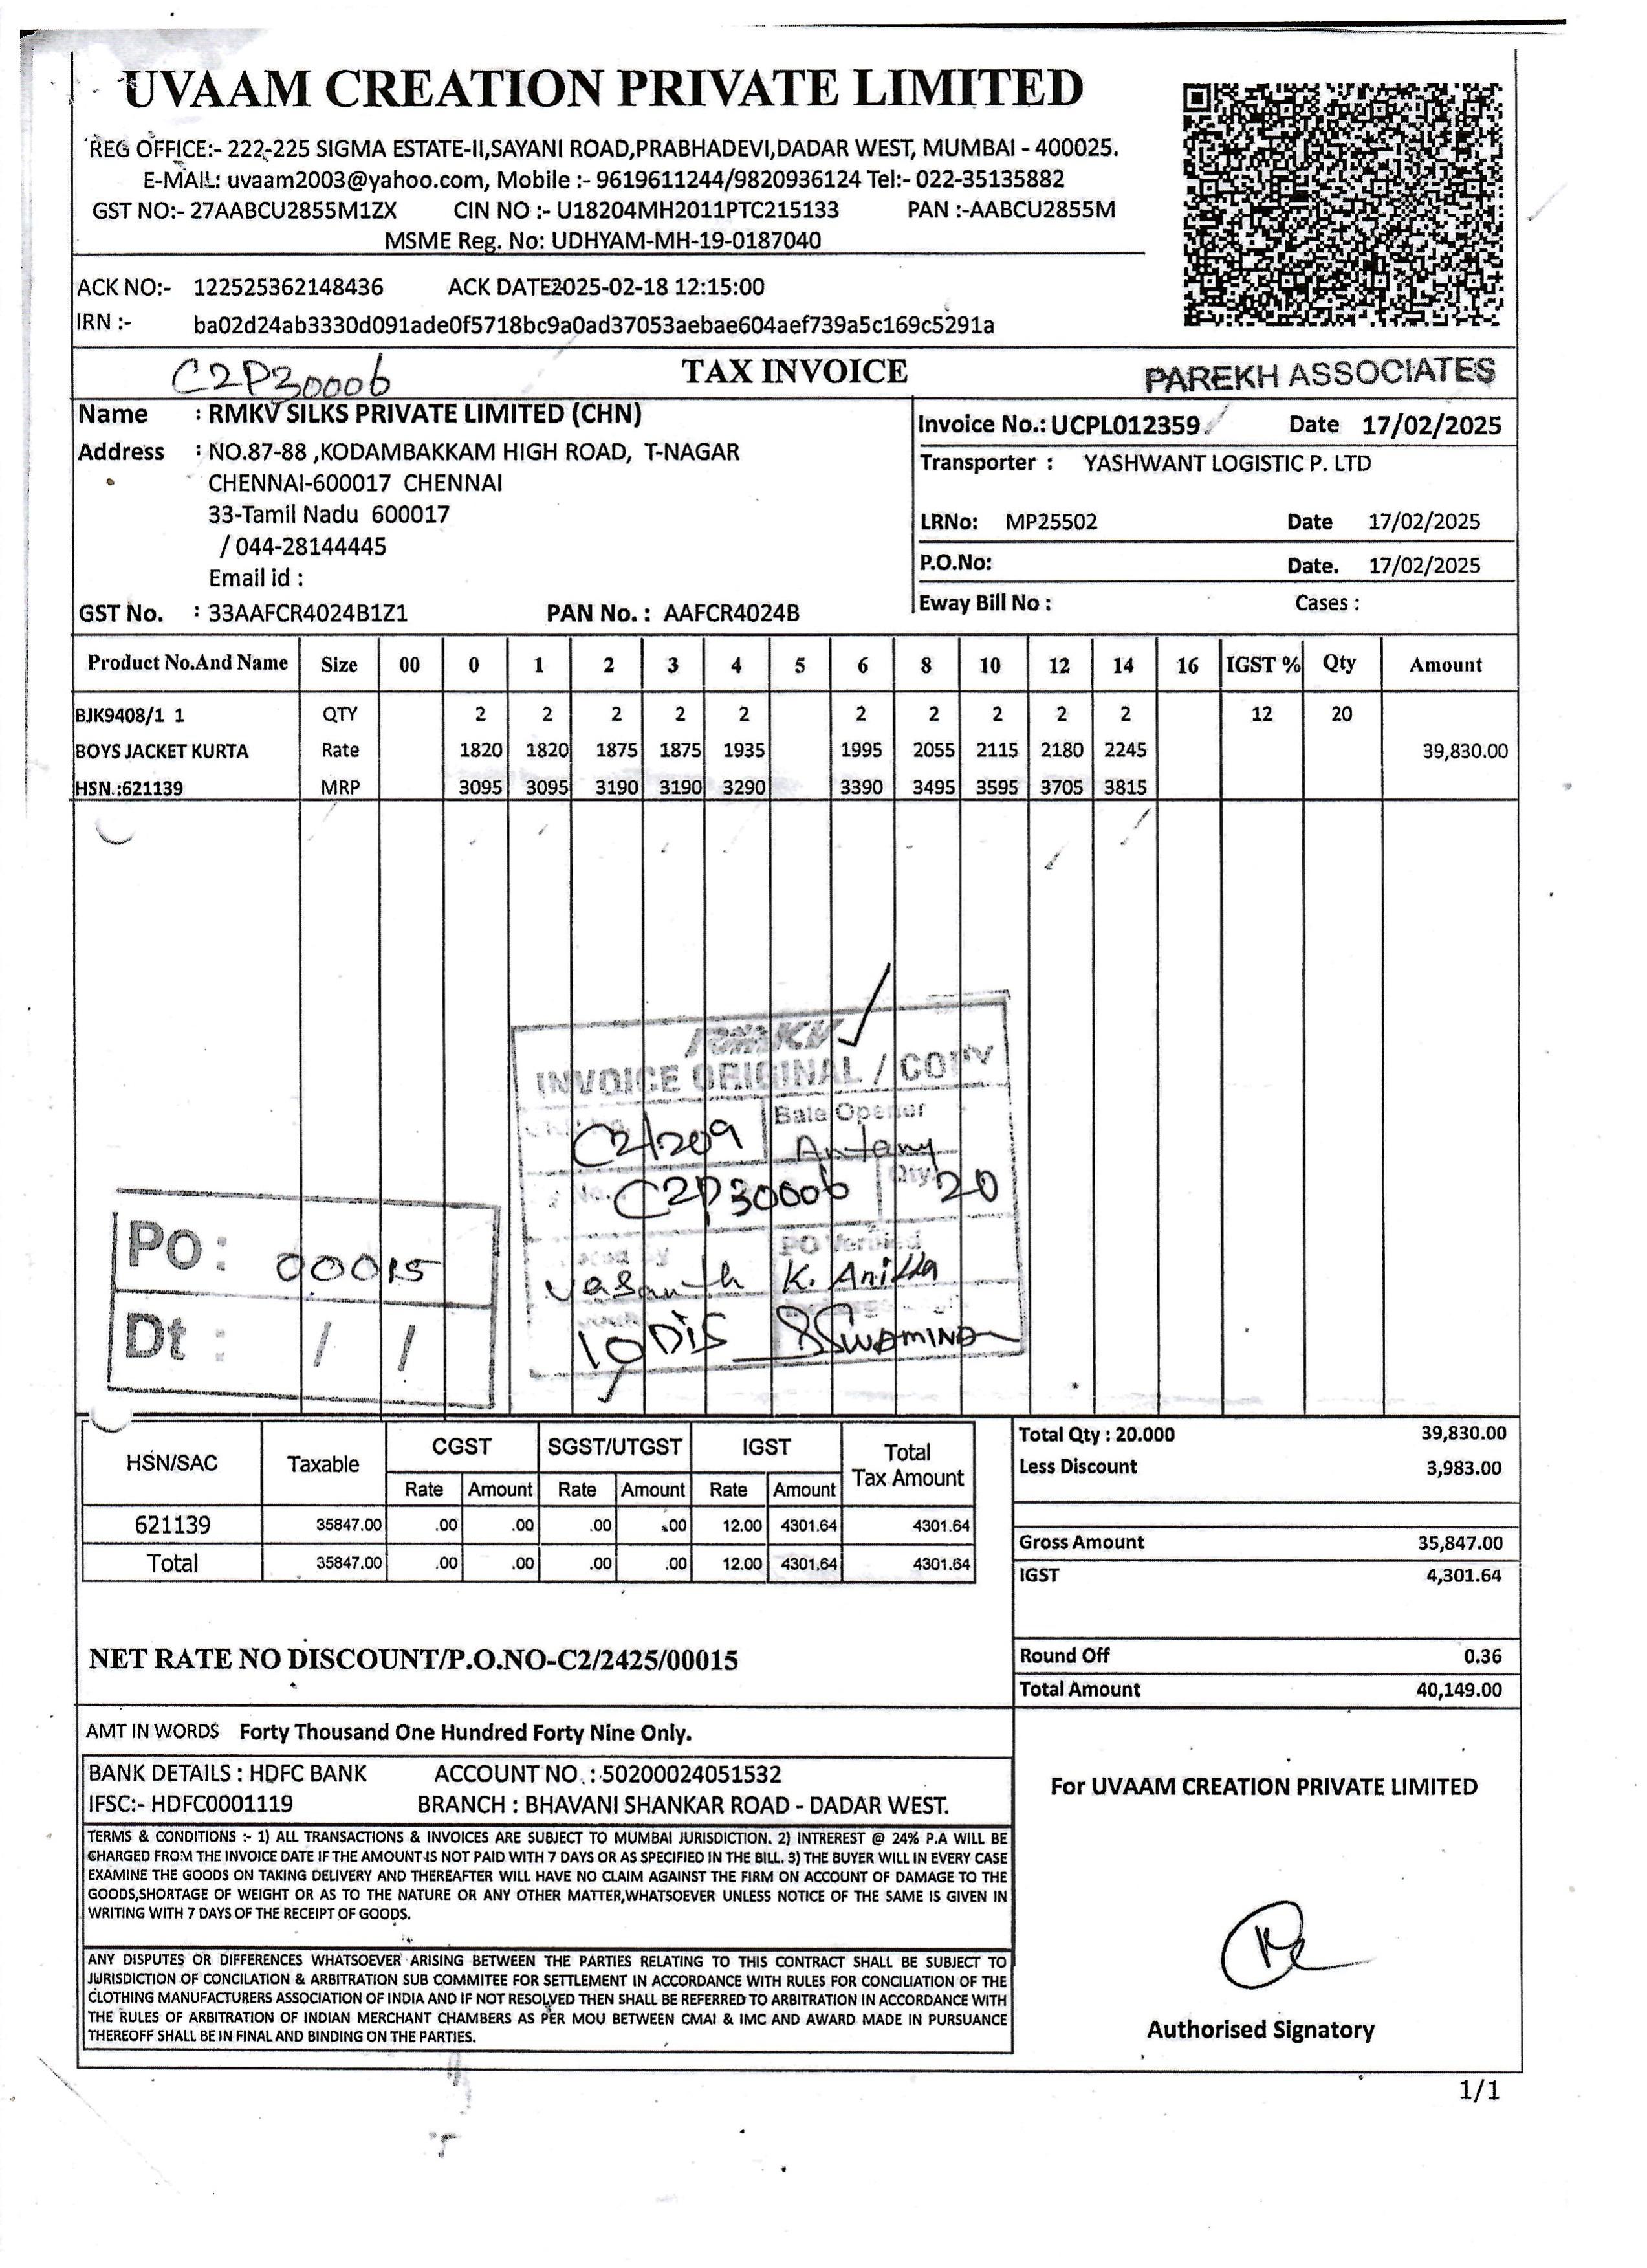 UVAAM CREATION PRIVATE LIMITED
REG OFFICE:- 222-225 SIGMA ESTATE-II,SAYANI ROAD,PRABHADEVI,DADAR WEST, MUMBAI - 400025.
E-MAIL: uvaam2003@yahoo.com, Mobile :- 9619611244/9820936124 Tel:- 022-35135882
GST NO:- 27AABCU2855M1ZX CIN NO :- U18204MH2011PTC215133 PAN :-AABCU2855M
MSME Reg. No: UDHYAM-MH-19-0187040
ACK NO:- 122525362148436 ACK DATE2025-02-18 12:15:00
IRN :- ba02d24ab3330d091ade0f5718bc9a0ad37053aebae604aef739a5c169c5291a
C2P30006 TAX INVOICE PAREKH ASSOCIATES
Name : RMKV SILKS PRIVATE LIMITED (CHN)
Address : NO.87-88 ,KODAMBAKKAM HIGH ROAD, T-NAGAR
CHENNAI-600017 CHENNAI
33-Tamil Nadu 600017
/ 044-28144445
Email id :
GST No. : 33AAFCR4024B1Z1 PAN No. : AAFCR4024B
Invoice No.: UCPL012359 Date 17/02/2025
Transporter : YASHWANT LOGISTIC P. LTD
LRNo: MP25502 Date 17/02/2025
P.O.No: Date. 17/02/2025
Eway Bill No : Cases :
Product No.And Name Size 00 0 1 2 3 4 5 6 8 10 12 14 16 IGST % Qty Amount
BJK9408/1 1 QTY 2 2 2 2 2 2 2 2 2 2 12 20
BOYS JACKET KURTA Rate 1820 1820 1875 1875 1935 1995 2055 2115 2180 2245 39,830.00
HSN.:621139 MRP 3095 3095 3190 3190 3290 3390 3495 3595 3705 3815
RMKV
INVOICE ORIGINAL / COPY
C2/209 Bale Opener Antany
C2P30006 Qty 20
PO Verified
Vasanth K. Anitha
10 DIS
PO : 00015
Dt : / /
HSN/SAC Taxable CGST SGST/UTGST IGST Total Tax Amount
Rate Amount Rate Amount Rate Amount
621139 35847.00 .00 .00 .00 .00 12.00 4301.64 4301.64
Total 35847.00 .00 .00 .00 .00 12.00 4301.64 4301.64
Total Qty : 20.000 39,830.00
Less Discount 3,983.00
Gross Amount 35,847.00
IGST 4,301.64
Round Off 0.36
Total Amount 40,149.00
NET RATE NO DISCOUNT/P.O.NO-C2/2425/00015
AMT IN WORDS Forty Thousand One Hundred Forty Nine Only.
BANK DETAILS : HDFC BANK ACCOUNT NO. : 50200024051532
IFSC:- HDFC0001119 BRANCH : BHAVANI SHANKAR ROAD - DADAR WEST.
TERMS & CONDITIONS :- 1) ALL TRANSACTIONS & INVOICES ARE SUBJECT TO MUMBAI JURISDICTION. 2) INTREREST @ 24% P.A WILL BE
CHARGED FROM THE INVOICE DATE IF THE AMOUNT IS NOT PAID WITH 7 DAYS OR AS SPECIFIED IN THE BILL. 3) THE BUYER WILL IN EVERY CASE
EXAMINE THE GOODS ON TAKING DELIVERY AND THEREAFTER WILL HAVE NO CLAIM AGAINST THE FIRM ON ACCOUNT OF DAMAGE TO THE
GOODS,SHORTAGE OF WEIGHT OR AS TO THE NATURE OR ANY OTHER MATTER,WHATSOEVER UNLESS NOTICE OF THE SAME IS GIVEN IN
WRITING WITH 7 DAYS OF THE RECEIPT OF GOODS.
ANY DISPUTES OR DIFFERENCES WHATSOEVER ARISING BETWEEN THE PARTIES RELATING TO THIS CONTRACT SHALL BE SUBJECT TO
JURISDICTION OF CONCILATION & ARBITRATION SUB COMMITEE FOR SETTLEMENT IN ACCORDANCE WITH RULES FOR CONCILIATION OF THE
CLOTHING MANUFACTURERS ASSOCIATION OF INDIA AND IF NOT RESOLVED THEN SHALL BE REFERRED TO ARBITRATION IN ACCORDANCE WITH
THE RULES OF ARBITRATION OF INDIAN MERCHANT CHAMBERS AS PER MOU BETWEEN CMAI & IMC AND AWARD MADE IN PURSUANCE
THEREOFF SHALL BE IN FINAL AND BINDING ON THE PARTIES.
For UVAAM CREATION PRIVATE LIMITED
Authorised Signatory
1/1